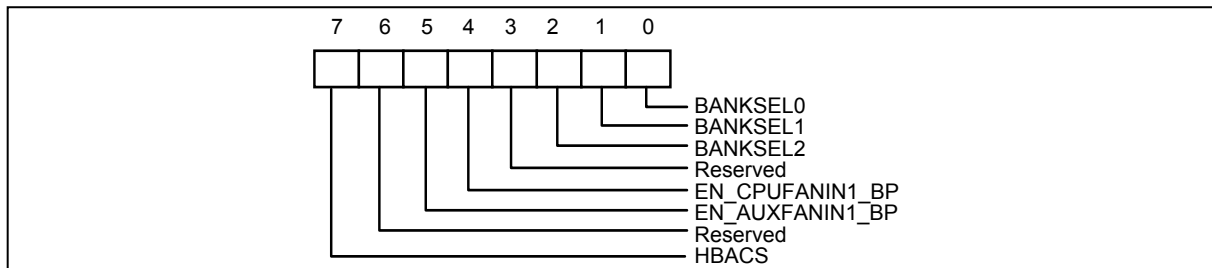 7 6 5 4 3 2 1 0
BANKSEL0
BANKSEL1
BANKSEL2
Reserved
EN_CPUFANIN1_BP
EN_AUXFANIN1_BP
Reserved
HBACS